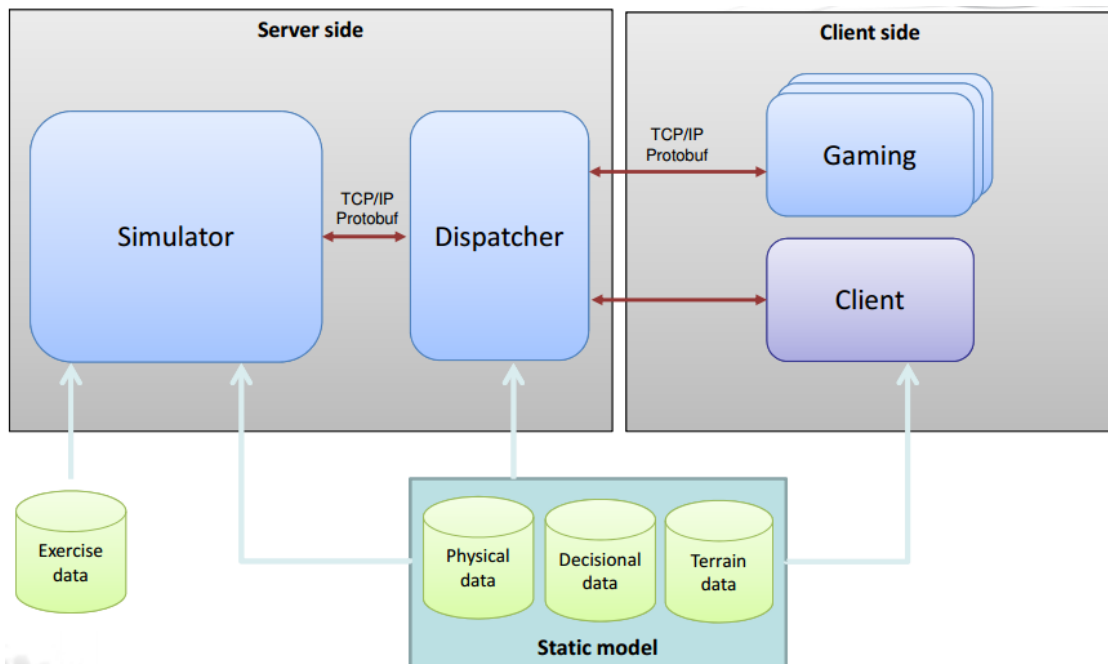 Server side
Client side
TCP/IP
Protobuf
Gaming
TCP/IP
Protobuf
Simulator
Dispatcher
Client
Exercise
data
Physical
data
Decisional
data
Terrain
data
Static model